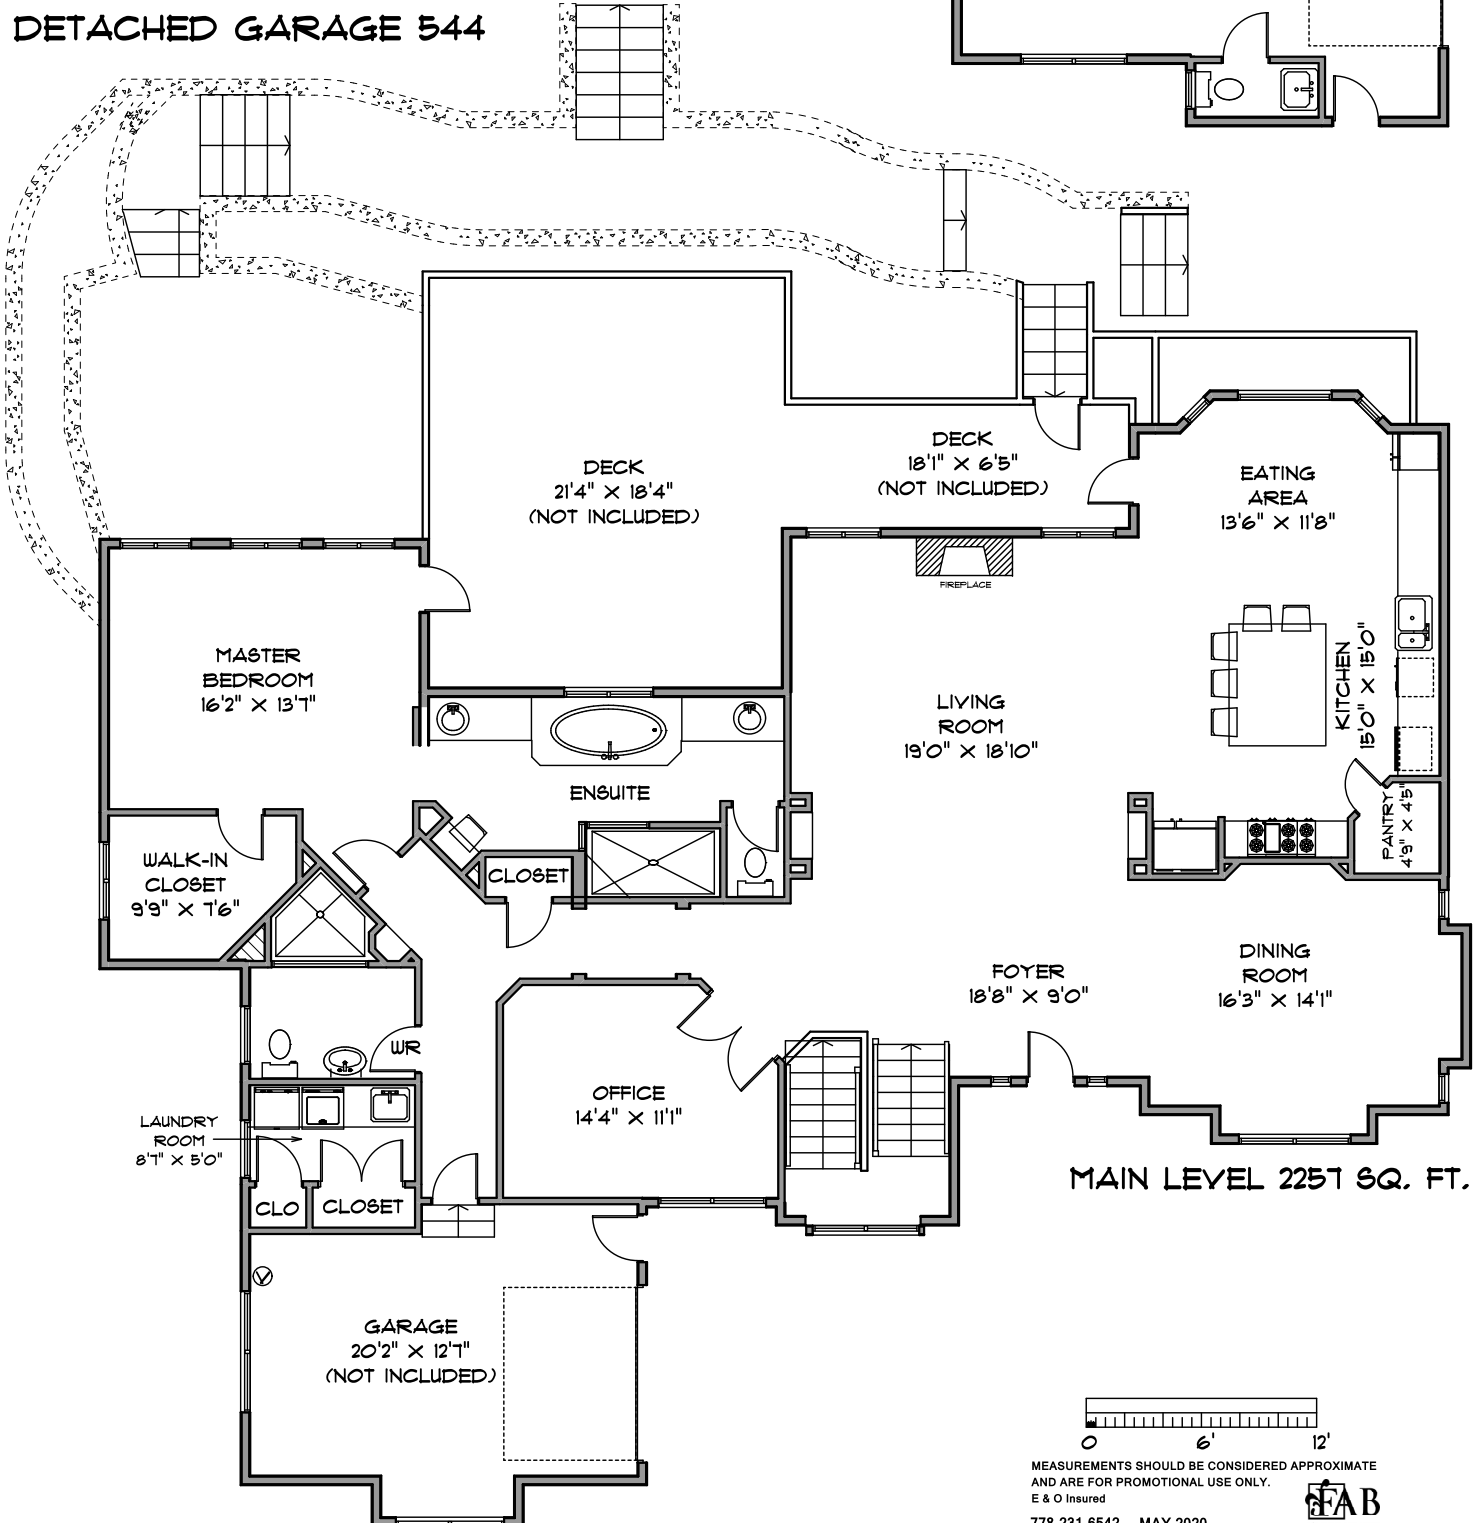 DETACHED GARAGE 544
DECK
21'4" X 18'4"
(NOT INCLUDED)
DECK
18'1" X 6'5"
(NOT INCLUDED)
EATING
AREA
13'6" X 11'8"
FIREPLACE
MASTER
BEDROOM
16'2" X 13'7"
LIVING
ROOM
19'0" X 18'10"
KITCHEN
15'0" X 15'0"
ENSUITE
PANTRY
4'9" X 4'5"
WALK-IN
CLOSET
9'9" X 7'6"
CLOSET
FOYER
18'8" X 9'0"
DINING
ROOM
16'3" X 14'1"
WR
OFFICE
14'4" X 11'1"
LAUNDRY
ROOM
8'7" X 5'0"
CLO
CLOSET
MAIN LEVEL 2257 SQ. FT.
GARAGE
20'2" X 12'7"
(NOT INCLUDED)
0 6' 12'
MEASUREMENTS SHOULD BE CONSIDERED APPROXIMATE
AND ARE FOR PROMOTIONAL USE ONLY.
E & O Insured
FAB
778.231.6542 MAY 2020